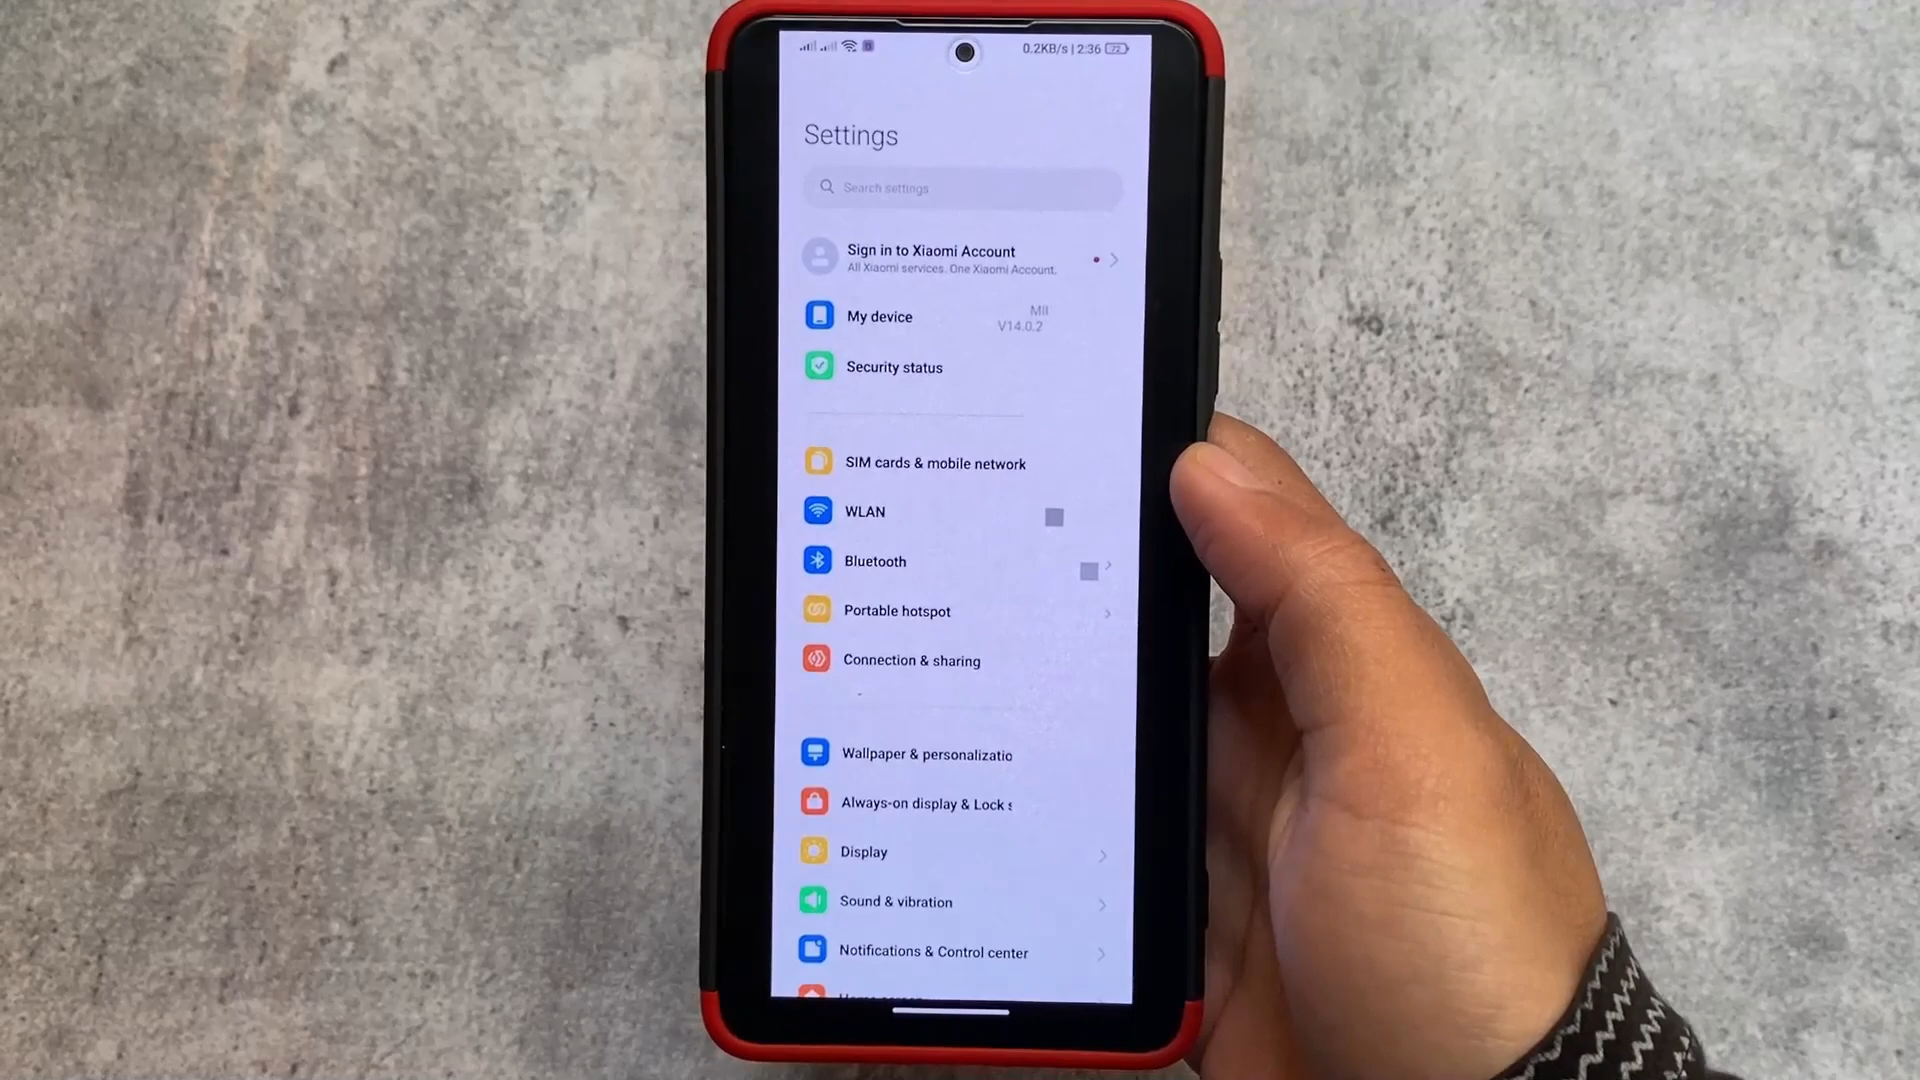 0.2KB/s | 2:36 72
Settings
Search settings
Sign in to Xiaomi Account
All Xiaomi services. One Xiaomi Account.
My device
MII
V14.0.2
Security status
SIM cards & mobile network
WLAN
Bluetooth
Portable hotspot
Connection & sharing
Wallpaper & personalizatio
Always-on display & Lock s
Display
Sound & vibration
Notifications & Control center